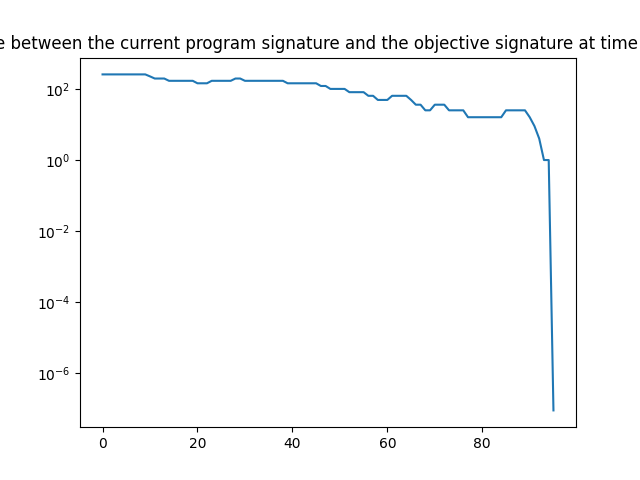 e between the current program signature and the objective signature at time
10²
10⁰
10⁻²
10⁻⁴
10⁻⁶
0 20 40 60 80